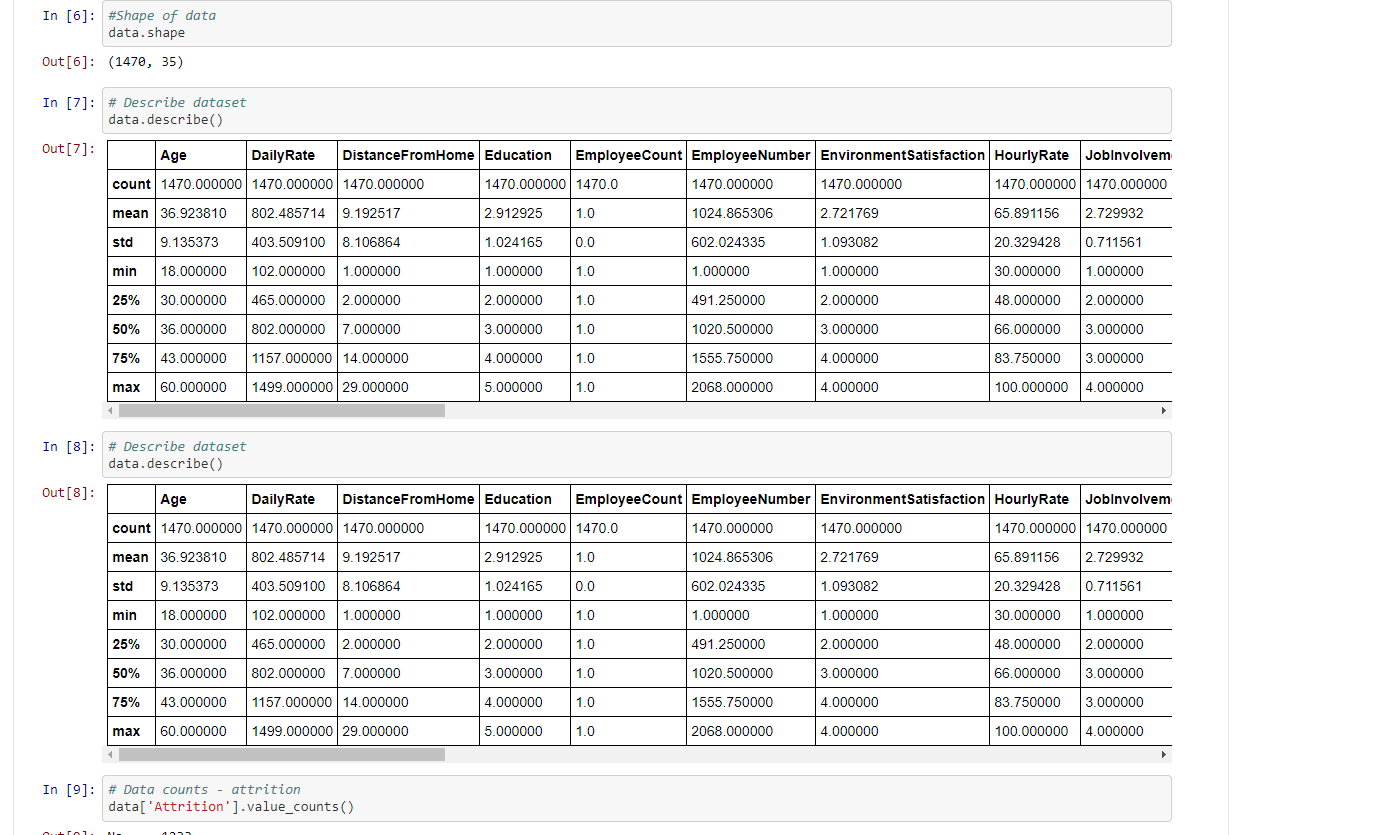 In [6]: #Shape of data
data.shape
Out[6]: (1470, 35)
In [7]: # Describe dataset
data.describe()
Out[7]:
Age DailyRate DistanceFromHome Education EmployeeCount EmployeeNumber EnvironmentSatisfaction HourlyRate JobInvolvem
count 1470.000000 1470.000000 1470.000000 1470.000000 1470.0 1470.000000 1470.000000 1470.000000 1470.000000
mean 36.923810 802.485714 9.192517 2.912925 1.0 1024.865306 2.721769 65.891156 2.729932
std 9.135373 403.509100 8.106864 1.024165 0.0 602.024335 1.093082 20.329428 0.711561
min 18.000000 102.000000 1.000000 1.000000 1.0 1.000000 1.000000 30.000000 1.000000
25% 30.000000 465.000000 2.000000 2.000000 1.0 491.250000 2.000000 48.000000 2.000000
50% 36.000000 802.000000 7.000000 3.000000 1.0 1020.500000 3.000000 66.000000 3.000000
75% 43.000000 1157.000000 14.000000 4.000000 1.0 1555.750000 4.000000 83.750000 3.000000
max 60.000000 1499.000000 29.000000 5.000000 1.0 2068.000000 4.000000 100.000000 4.000000
In [8]: # Describe dataset
data.describe()
Out[8]:
Age DailyRate DistanceFromHome Education EmployeeCount EmployeeNumber EnvironmentSatisfaction HourlyRate JobInvolvem
count 1470.000000 1470.000000 1470.000000 1470.000000 1470.0 1470.000000 1470.000000 1470.000000 1470.000000
mean 36.923810 802.485714 9.192517 2.912925 1.0 1024.865306 2.721769 65.891156 2.729932
std 9.135373 403.509100 8.106864 1.024165 0.0 602.024335 1.093082 20.329428 0.711561
min 18.000000 102.000000 1.000000 1.000000 1.0 1.000000 1.000000 30.000000 1.000000
25% 30.000000 465.000000 2.000000 2.000000 1.0 491.250000 2.000000 48.000000 2.000000
50% 36.000000 802.000000 7.000000 3.000000 1.0 1020.500000 3.000000 66.000000 3.000000
75% 43.000000 1157.000000 14.000000 4.000000 1.0 1555.750000 4.000000 83.750000 3.000000
max 60.000000 1499.000000 29.000000 5.000000 1.0 2068.000000 4.000000 100.000000 4.000000
In [9]: # Data counts - attrition
data['Attrition'].value_counts()